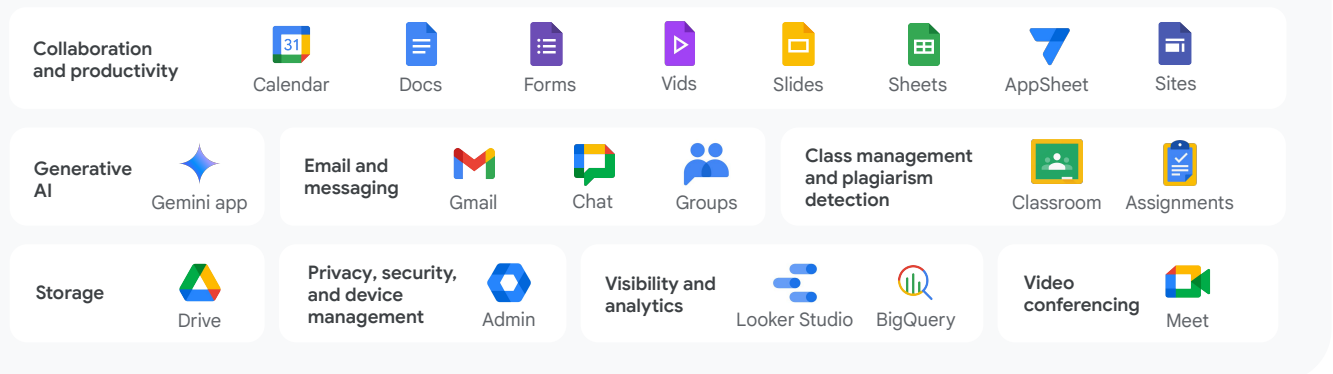 Collaboration
and productivity
31
Calendar
Docs
Forms
Vids
Slides
Sheets
AppSheet
Sites
Generative
AI
Gemini app
Email and
messaging
Gmail
Chat
Groups
Class management
and plagiarism
detection
Classroom
Assignments
Storage
Drive
Privacy, security,
and device
management
Admin
Visibility and
analytics
Looker Studio
BigQuery
Video
conferencing
Meet